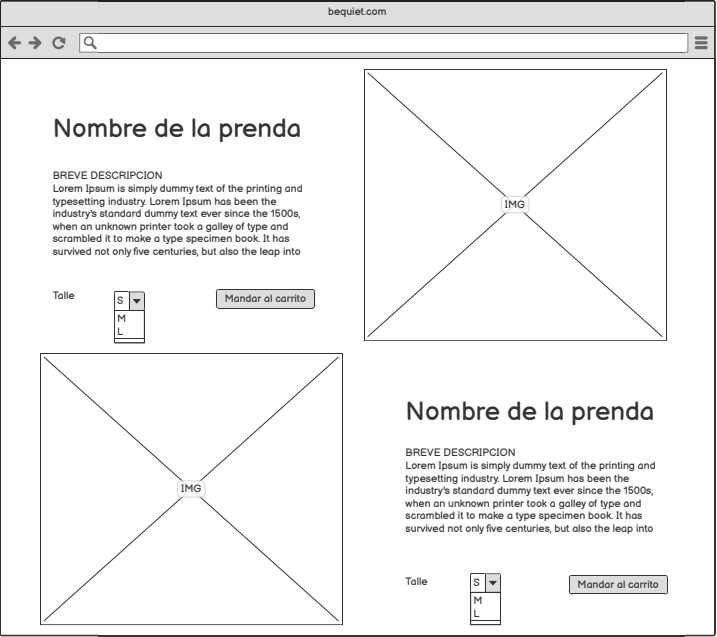 bequiet.com
Nombre de la prenda
BREVE DESCRIPCION
Lorem Ipsum is simply dummy text of the printing and
typesetting industry. Lorem Ipsum has been the
industry's standard dummy text ever since the 1500s,
when an unknown printer took a galley of type and
scrambled it to make a type specimen book. It has
survived not only five centuries, but also the leap into
Talle
S
M
L
Mandar al carrito
IMG
IMG
Nombre de la prenda
BREVE DESCRIPCION
Lorem Ipsum is simply dummy text of the printing and
typesetting industry. Lorem Ipsum has been the
industry's standard dummy text ever since the 1500s,
when an unknown printer took a galley of type and
scrambled it to make a type specimen book. It has
survived not only five centuries, but also the leap into
Talle
S
M
L
Mandar al carrito